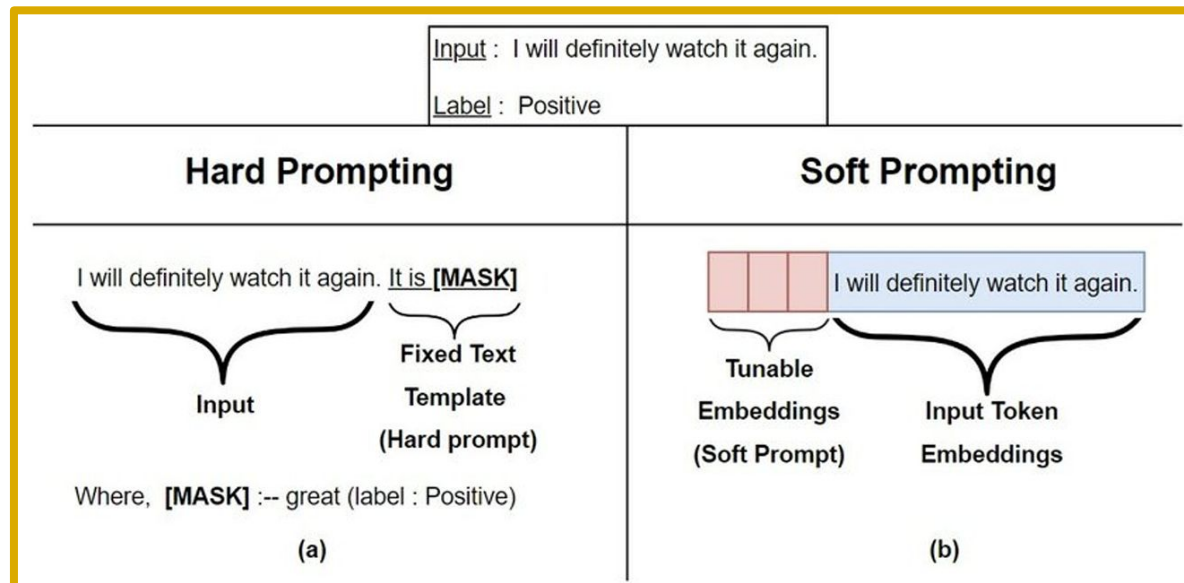 Input : I will definitely watch it again.
Label : Positive
Hard Prompting
Soft Prompting
I will definitely watch it again. It is [MASK]
Input
Fixed Text
Template
(Hard prompt)
Where, [MASK] :-- great (label : Positive)
(a)
I will definitely watch it again.
Tunable
Embeddings
(Soft Prompt)
Input Token
Embeddings
(b)